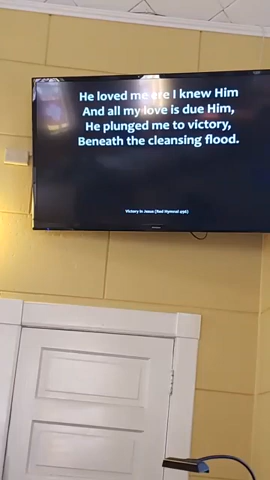 He loved me ere I knew Him
And all my love is due Him,
He plunged me to victory,
Beneath the cleansing flood.
Victory in Jesus (Red Hymnal 496)